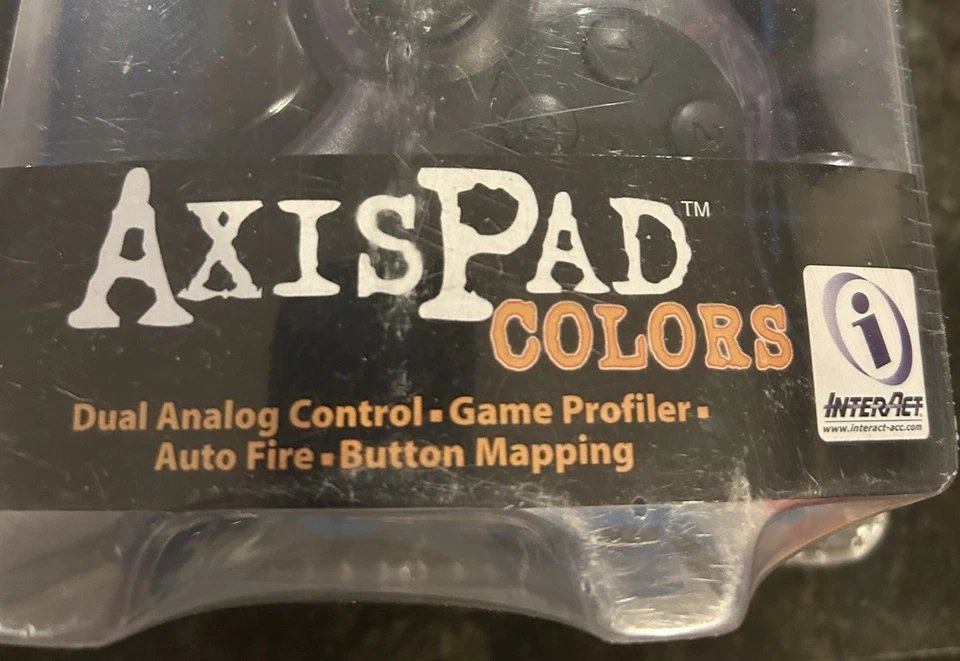 AXISPAD™
COLORS
Dual Analog Control ▪ Game Profiler ▪
Auto Fire ▪ Button Mapping
i
INTERACT
www.interact-acc.com